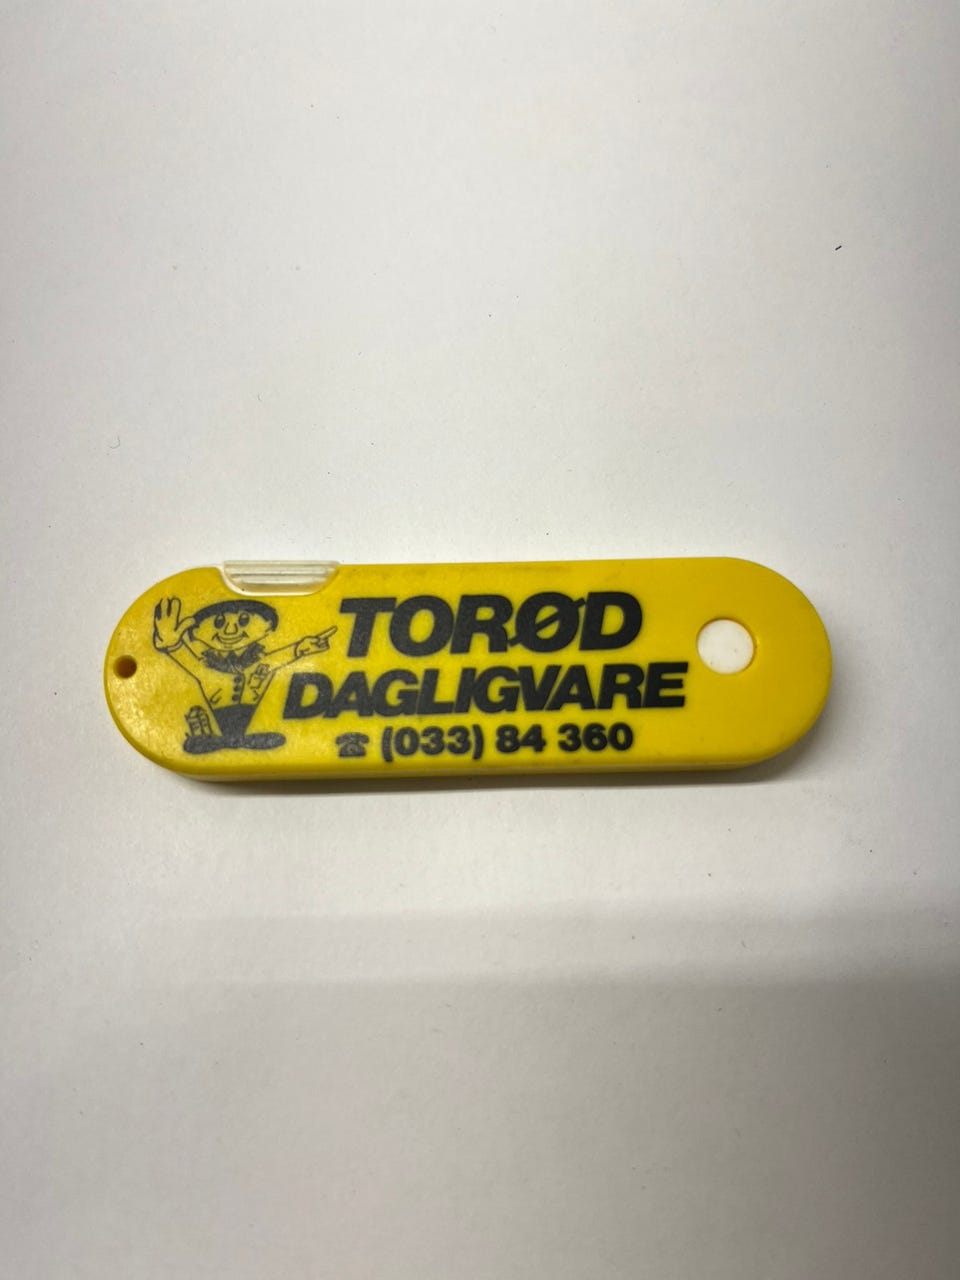 TORØD
DAGLIGVARE
☎ (033) 84 360